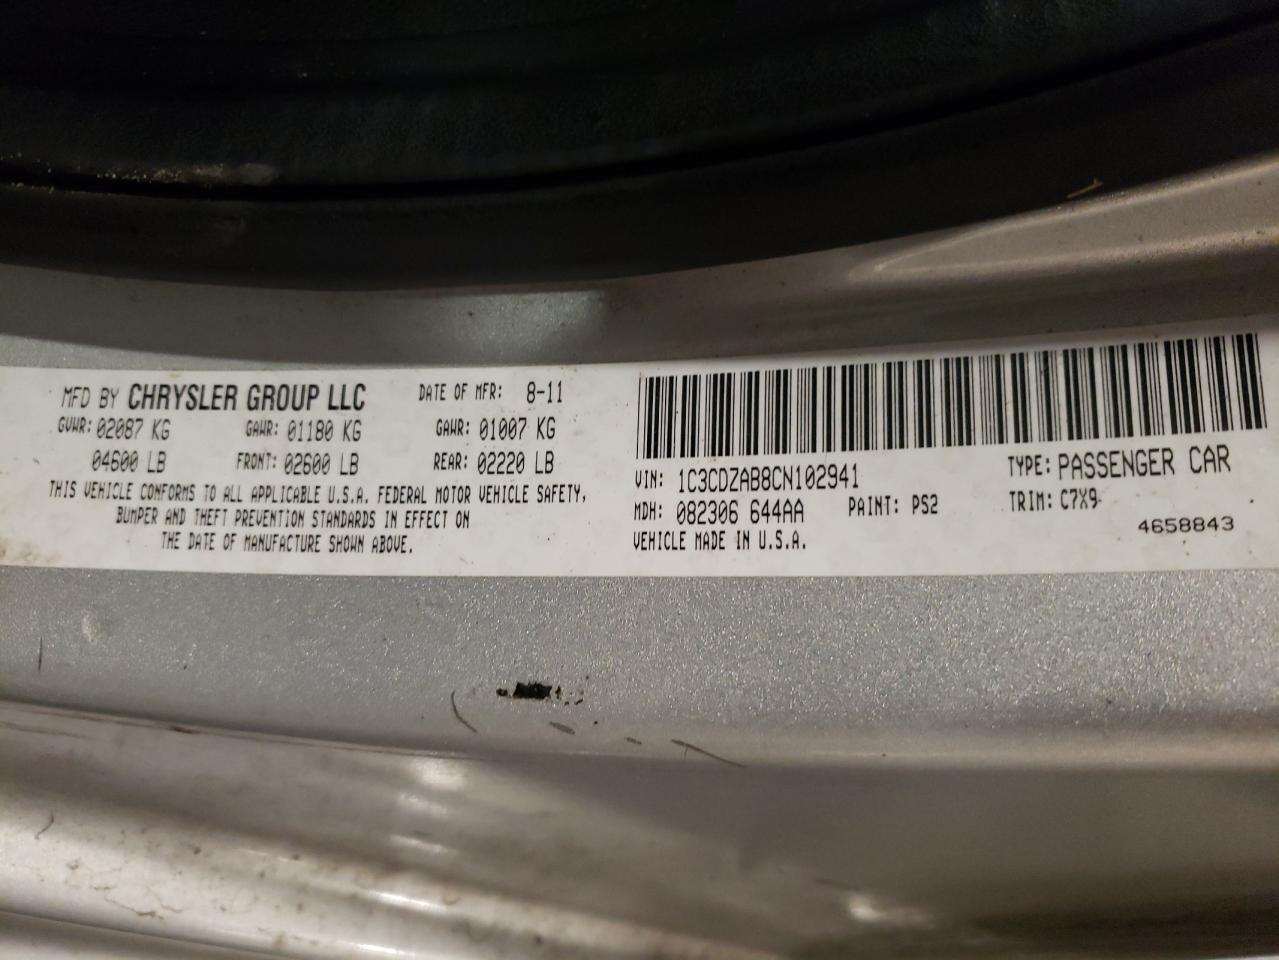 MFD BY CHRYSLER GROUP LLC DATE OF MFR: 8-11
GVWR: 02087 KG GAWR: 01180 KG GAWR: 01007 KG
04600 LB FRONT: 02600 LB REAR: 02220 LB
THIS VEHICLE CONFORMS TO ALL APPLICABLE U.S.A. FEDERAL MOTOR VEHICLE SAFETY,
BUMPER AND THEFT PREVENTION STANDARDS IN EFFECT ON
THE DATE OF MANUFACTURE SHOWN ABOVE.
VIN: 1C3CDZAB8CN102941 TYPE: PASSENGER CAR
MDH: 082306 644AA PAINT: PS2 TRIM: C7X9
VEHICLE MADE IN U.S.A. 4658843